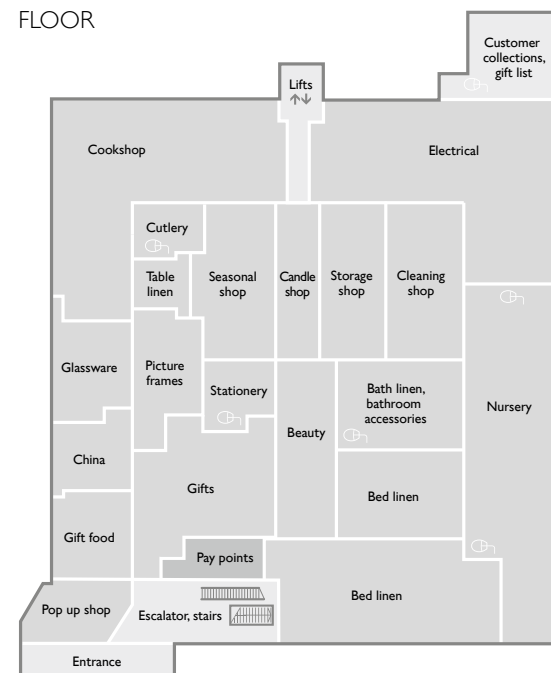 FLOOR
Customer
collections,
gift list
Lifts
Cookshop
Electrical
Cutlery
Table
linen
Seasonal
shop
Candle
shop
Storage
shop
Cleaning
shop
Glassware
Picture
frames
Stationery
Bath linen,
bathroom
accessories
Nursery
Beauty
China
Gifts
Bed linen
Gift food
Pay points
Pop up shop
Escalator, stairs
Bed linen
Entrance